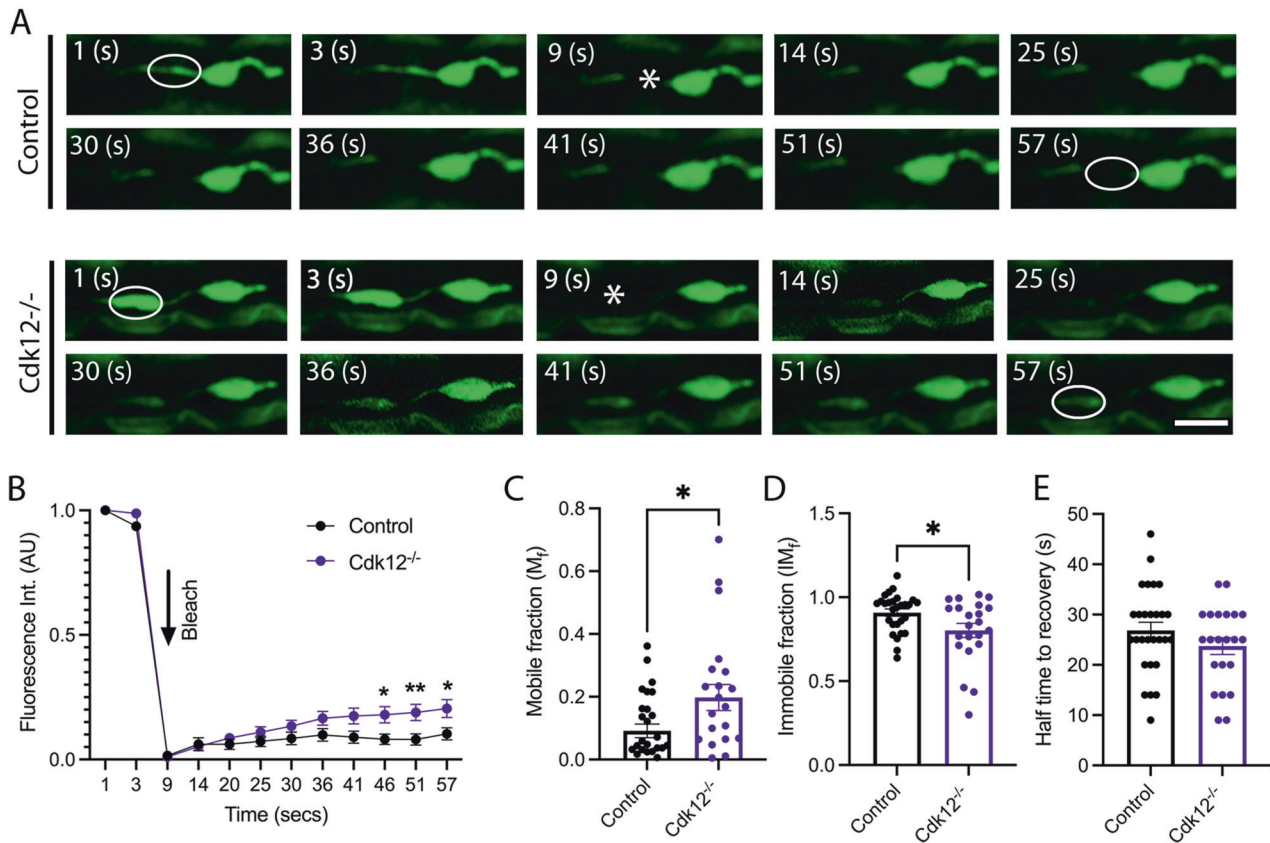 A
Control
1 (s)
3 (s)
9 (s)
*
14 (s)
25 (s)
30 (s)
36 (s)
41 (s)
51 (s)
57 (s)
Cdk12-/-
1 (s)
3 (s)
9 (s)
*
14 (s)
25 (s)
30 (s)
36 (s)
41 (s)
51 (s)
57 (s)
B
Fluorescence Int. (AU)
1.0
0.5
0.0
Bleach
Control
Cdk12-/-
* ** *
1 3 9 14 20 25 30 36 41 46 51 57
Time (secs)
C
Mobile fraction (Mf)
0.8
0.6
0.4
0.2
0.0
*
Control
Cdk12-/-
D
Immobile fraction (IMf)
1.5
1.0
0.5
0.0
*
Control
Cdk12-/-
E
Half time to recovery (s)
50
40
30
20
10
0
Control
Cdk12-/-